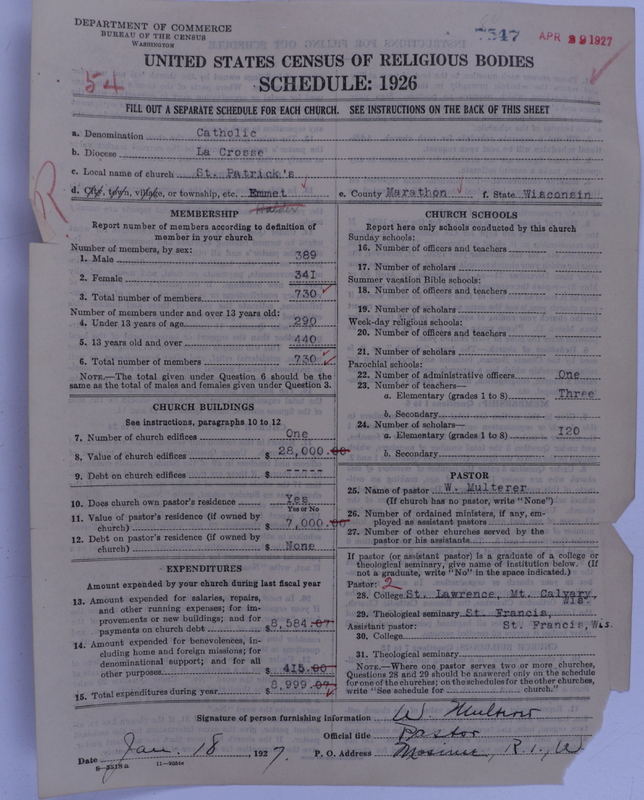 DEPARTMENT OF COMMERCE
BUREAU OF THE CENSUS
WASHINGTON
7547 APR 29 1927
UNITED STATES CENSUS OF RELIGIOUS BODIES
54
SCHEDULE: 1926
FILL OUT A SEPARATE SCHEDULE FOR EACH CHURCH. SEE INSTRUCTIONS ON THE BACK OF THIS SHEET
a. Denomination Catholic
b. Diocese La Crosse
c. Local name of church St. Patrick's
R
d. City, town, village, or township, etc. Emmet e. County Marathon f. State Wisconsin
MEMBERSHIP
Report number of members according to definition of
member in your church
Number of members, by sex:
1. Male 389
2. Female 341
3. Total number of members 730
Number of members under and over 13 years old:
4. Under 13 years of age 290
5. 13 years old and over 440
6. Total number of members 730
NOTE.—The total given under Question 6 should be the
same as the total of males and females given under Question 3.
CHURCH BUILDINGS
See instructions, paragraphs 10 to 12
7. Number of church edifices One
8. Value of church edifices $ 28,000.00
9. Debt on church edifices $ -----
10. Does church own pastor's residence Yes
Yes or No
11. Value of pastor's residence (if owned by
church) $ 7,000.00
12. Debt on pastor's residence (if owned by
church) $ None
EXPENDITURES
Amount expended by your church during last fiscal year
13. Amount expended for salaries, repairs,
and other running expenses; for im-
provements or new buildings; and for
payments on church debt $8,584.07
14. Amount expended for benevolences, in-
cluding home and foreign missions; for
denominational support; and for all
other purposes $ 415.00
15. Total expenditures during year $8,999.07
CHURCH SCHOOLS
Report here only schools conducted by this church
Sunday schools:
16. Number of officers and teachers
17. Number of scholars
Summer vacation Bible schools:
18. Number of officers and teachers
19. Number of scholars
Week-day religious schools:
20. Number of officers and teachers
21. Number of scholars
Parochial schools:
22. Number of administrative officers One
23. Number of teachers—
a. Elementary (grades 1 to 8) Three
b. Secondary
24. Number of scholars—
a. Elementary (grades 1 to 8) I20
b. Secondary
PASTOR
25. Name of pastor W. Multerer
(If church has no pastor, write "None")
26. Number of ordained ministers, if any, em-
ployed as assistant pastors
27. Number of other churches served by the
pastor or his assistants
If pastor (or assistant pastor) is a graduate of a college or
theological seminary, give name of institution below. (If
not a graduate, write "No" in the space indicated.)
Pastor: 2
28. College St. Lawrence, Mt. Calvary,
Wis.
29. Theological seminary St. Francis,
Assistant pastor: St. Francis, Wis.
30. College
31. Theological seminary
NOTE.—Where one pastor serves two or more churches,
Questions 28 and 29 should be answered only on the schedule
for one of the churches; on the schedules for the other churches,
write "See schedule for church."
Signature of person furnishing information W. Multerer
Official title Pastor
Date Jan. 18, 1927. P. O. Address Mosinee, R. 1, W
8—5518a 11—9051c